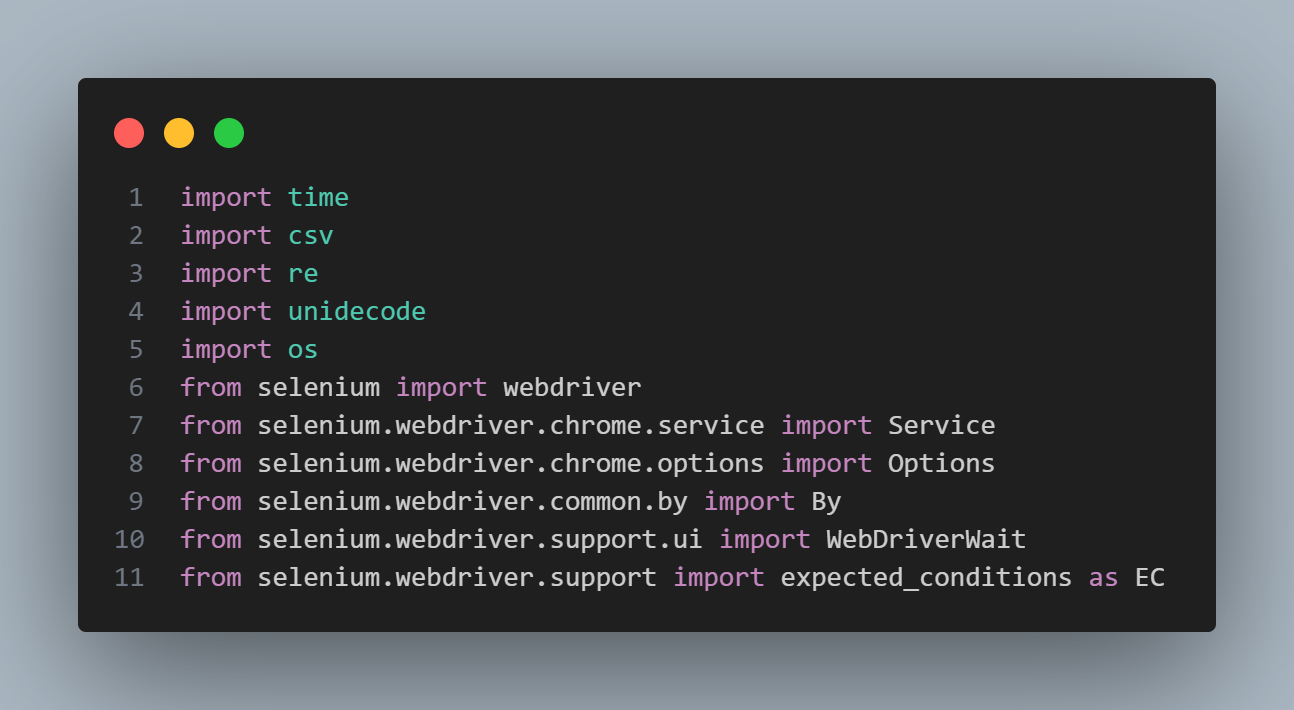 1 import time
2 import csv
3 import re
4 import unidecode
5 import os
6 from selenium import webdriver
7 from selenium.webdriver.chrome.service import Service
8 from selenium.webdriver.chrome.options import Options
9 from selenium.webdriver.common.by import By
10 from selenium.webdriver.support.ui import WebDriverWait
11 from selenium.webdriver.support import expected_conditions as EC